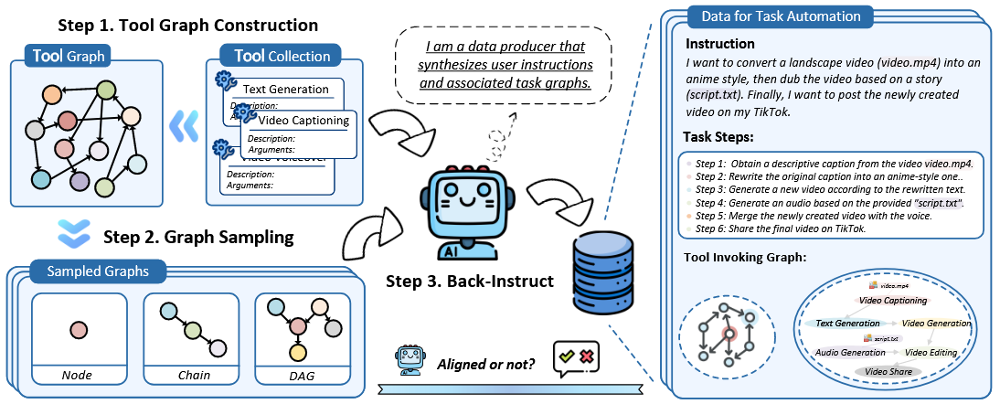 Step 1. Tool Graph Construction
Tool Graph
Tool Collection
Text Generation
Description:
Video Captioning
Description:
Arguments:
Description:
Arguments:
I am a data producer that
synthesizes user instructions
and associated task graphs.
Step 2. Graph Sampling
Sampled Graphs
Node
Chain
DAG
AI
Step 3. Back-Instruct
Aligned or not?
Data for Task Automation
Instruction
I want to convert a landscape video (video.mp4) into an
anime style, then dub the video based on a story
(script.txt). Finally, I want to post the newly created
video on my TikTok.
Task Steps:
Step 1: Obtain a descriptive caption from the video video.mp4.
Step 2: Rewrite the original caption into an anime-style one..
Step 3: Generate a new video according to the rewritten text.
Step 4: Generate an audio based on the provided "script.txt".
Step 5: Merge the newly created video with the voice.
Step 6: Share the final video on TikTok.
Tool Invoking Graph:
video.mp4
Video Captioning
Text Generation Video Generation
script.txt
Audio Generation Video Editing
Video Share